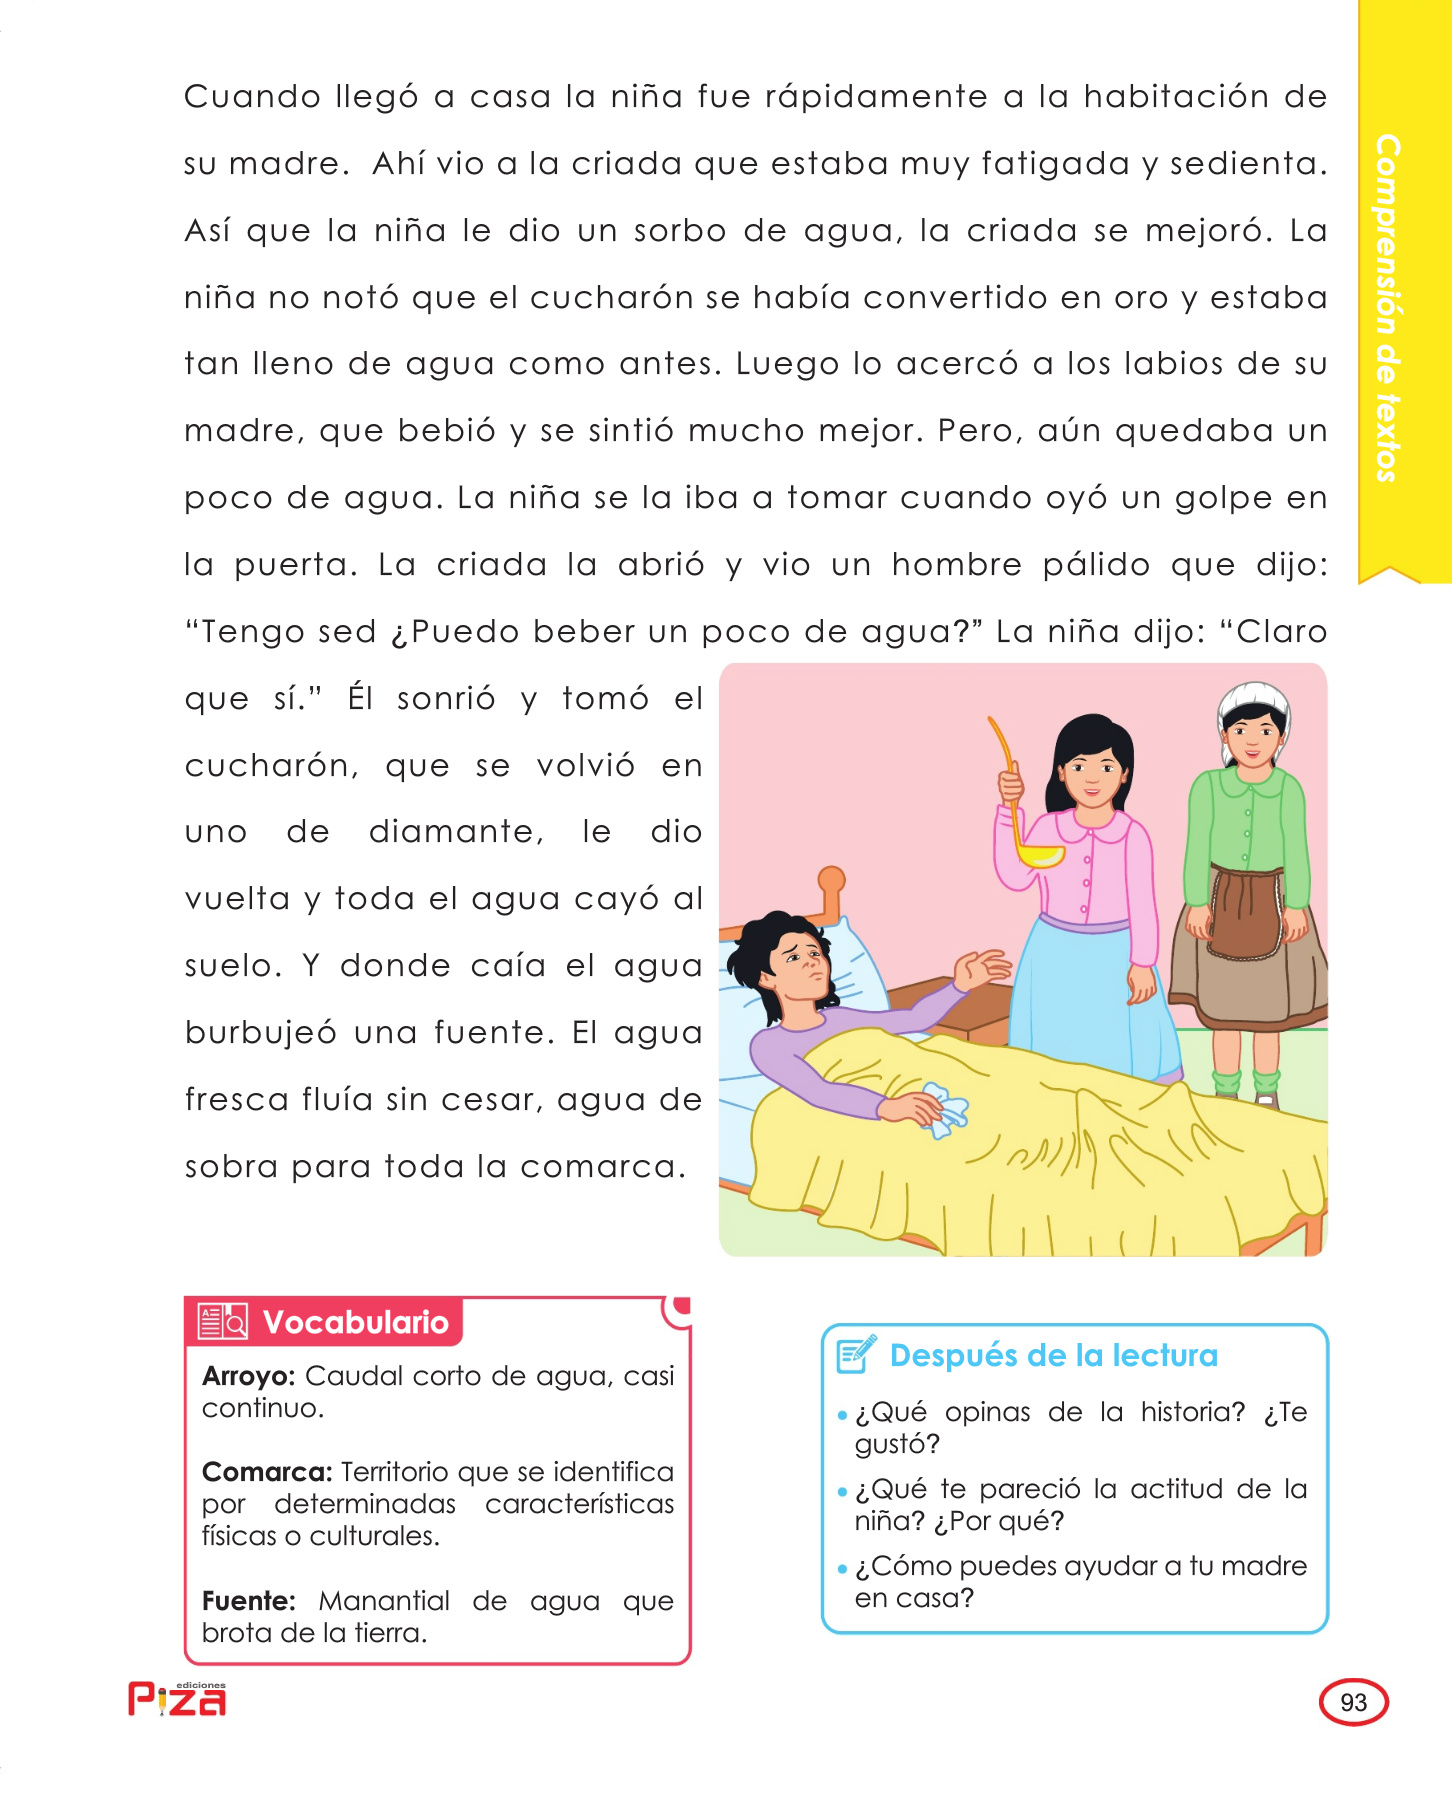 Cuando llegó a casa la niña fue rápidamente a la habitación de
su madre.  Ahí vio a la criada que estaba muy fatigada y sedienta.
Así que la niña le dio un sorbo de agua, la criada se mejoró. La
niña no notó que el cucharón se había convertido en oro y estaba
tan lleno de agua como antes. Luego lo acercó a los labios de su
madre, que bebió y se sintió mucho mejor. Pero, aún quedaba un
poco de agua. La niña se la iba a tomar cuando oyó un golpe en
la puerta. La criada la abrió y vio un hombre pálido que dijo:
“Tengo sed ¿Puedo beber un poco de agua?” La niña dijo: “Claro
que sí.” Él sonrió y tomó el
cucharón, que se volvió en
uno de diamante, le dio
vuelta y toda el agua cayó al
suelo. Y donde caía el agua
burbujeó una fuente. El agua
fresca fluía sin cesar, agua de
sobra para toda la comarca.
Comprensión de textos
Vocabulario
Arroyo: Caudal corto de agua, casi
continuo.
Comarca: Territorio que se identifica
por determinadas características
físicas o culturales.
Fuente: Manantial de agua que
brota de la tierra.
Después de la lectura
• ¿Qué opinas de la historia? ¿Te
gustó?
• ¿Qué te pareció la actitud de la
niña? ¿Por qué?
• ¿Cómo puedes ayudar a tu madre
en casa?
ediciones
Piza
93